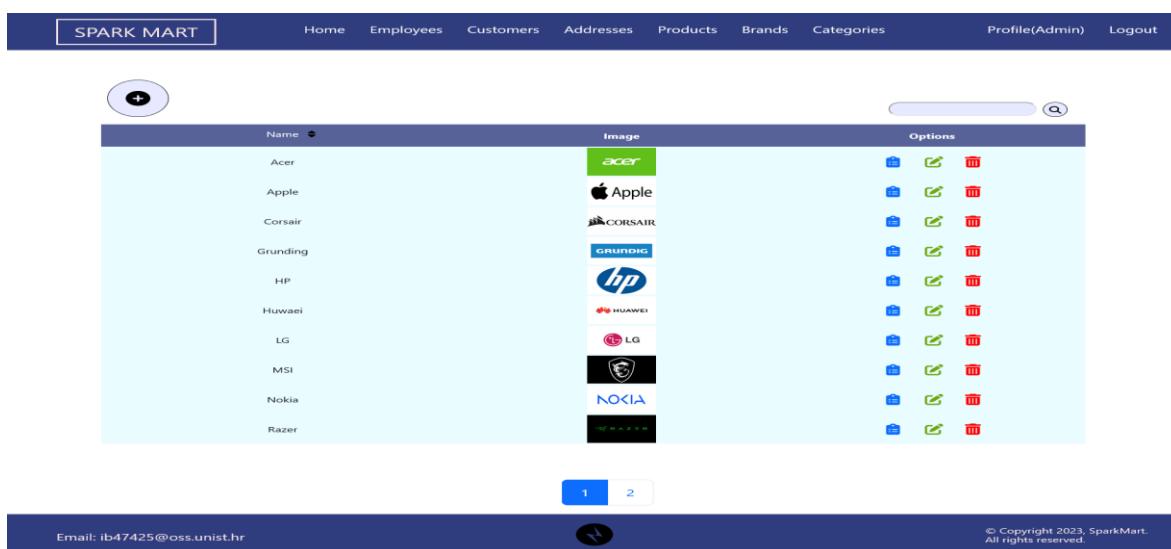 SPARK MART Home Employees Customers Addresses Products Brands Categories Profile(Admin) Logout
Name Image Options
Acer acer
Apple Apple
Corsair CORSAIR
Grunding GRUNDIG
HP hp
Huwaei HUAWEI
LG LG
MSI
Nokia NOKIA
Razer RAZER
1 2
Email: ib47425@oss.unist.hr
© Copyright 2023, SparkMart.
All rights reserved.